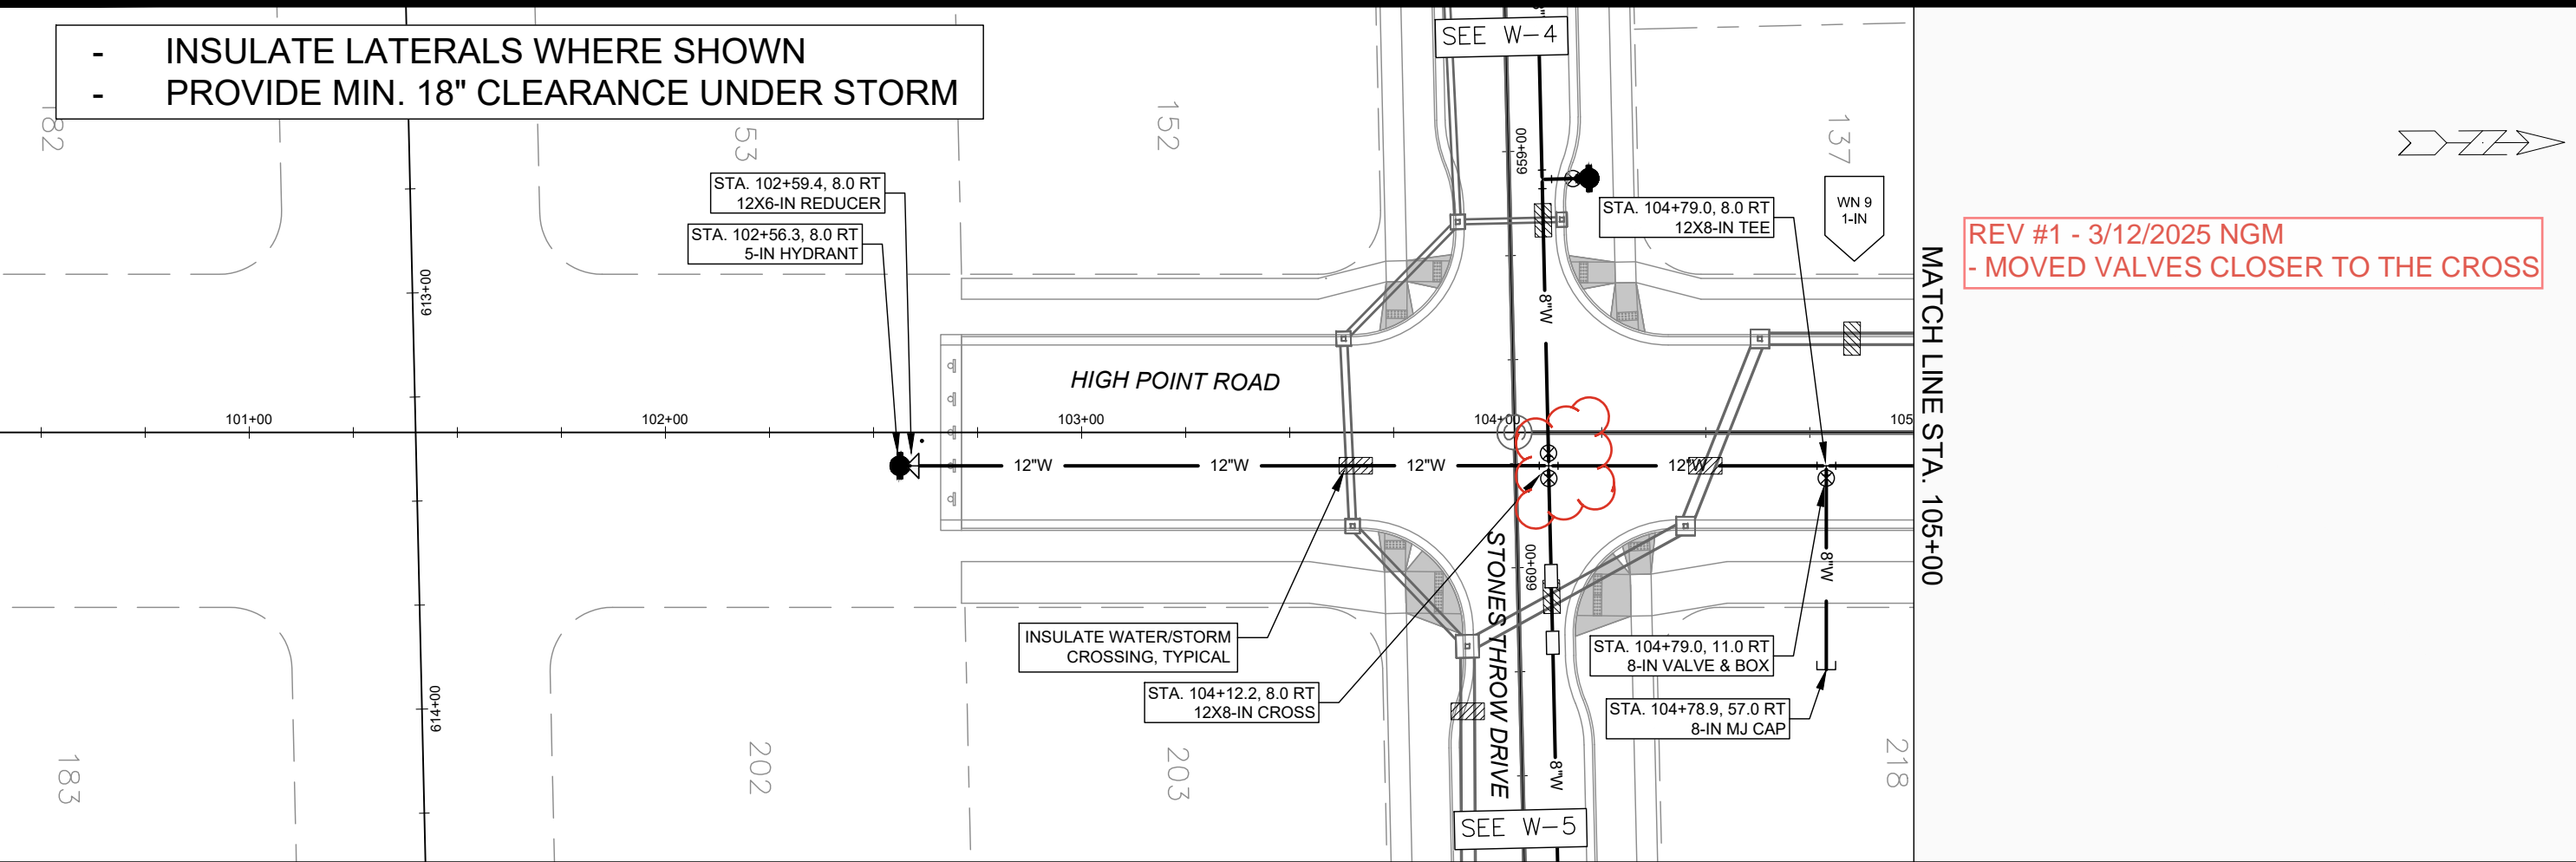 - INSULATE LATERALS WHERE SHOWN
- PROVIDE MIN. 18" CLEARANCE UNDER STORM
SEE W-4
182
53
152
137
WN 9
1-IN
STA. 102+59.4, 8.0 RT
12X6-IN REDUCER
STA. 102+56.3, 8.0 RT
5-IN HYDRANT
659+00
STA. 104+79.0, 8.0 RT
12X8-IN TEE
REV #1 - 3/12/2025 NGM
- MOVED VALVES CLOSER TO THE CROSS
MATCH LINE STA. 105+00
613+00
8"W
HIGH POINT ROAD
101+00
102+00
103+00
104+00
105
S
12"W
12"W
12"W
12"W
STONES THROW DRIVE
660+00
8"W
INSULATE WATER/STORM
CROSSING, TYPICAL
STA. 104+12.2, 8.0 RT
12X8-IN CROSS
STA. 104+79.0, 11.0 RT
8-IN VALVE & BOX
STA. 104+78.9, 57.0 RT
8-IN MJ CAP
614+00
183
202
203
218
8"W
SEE W-5